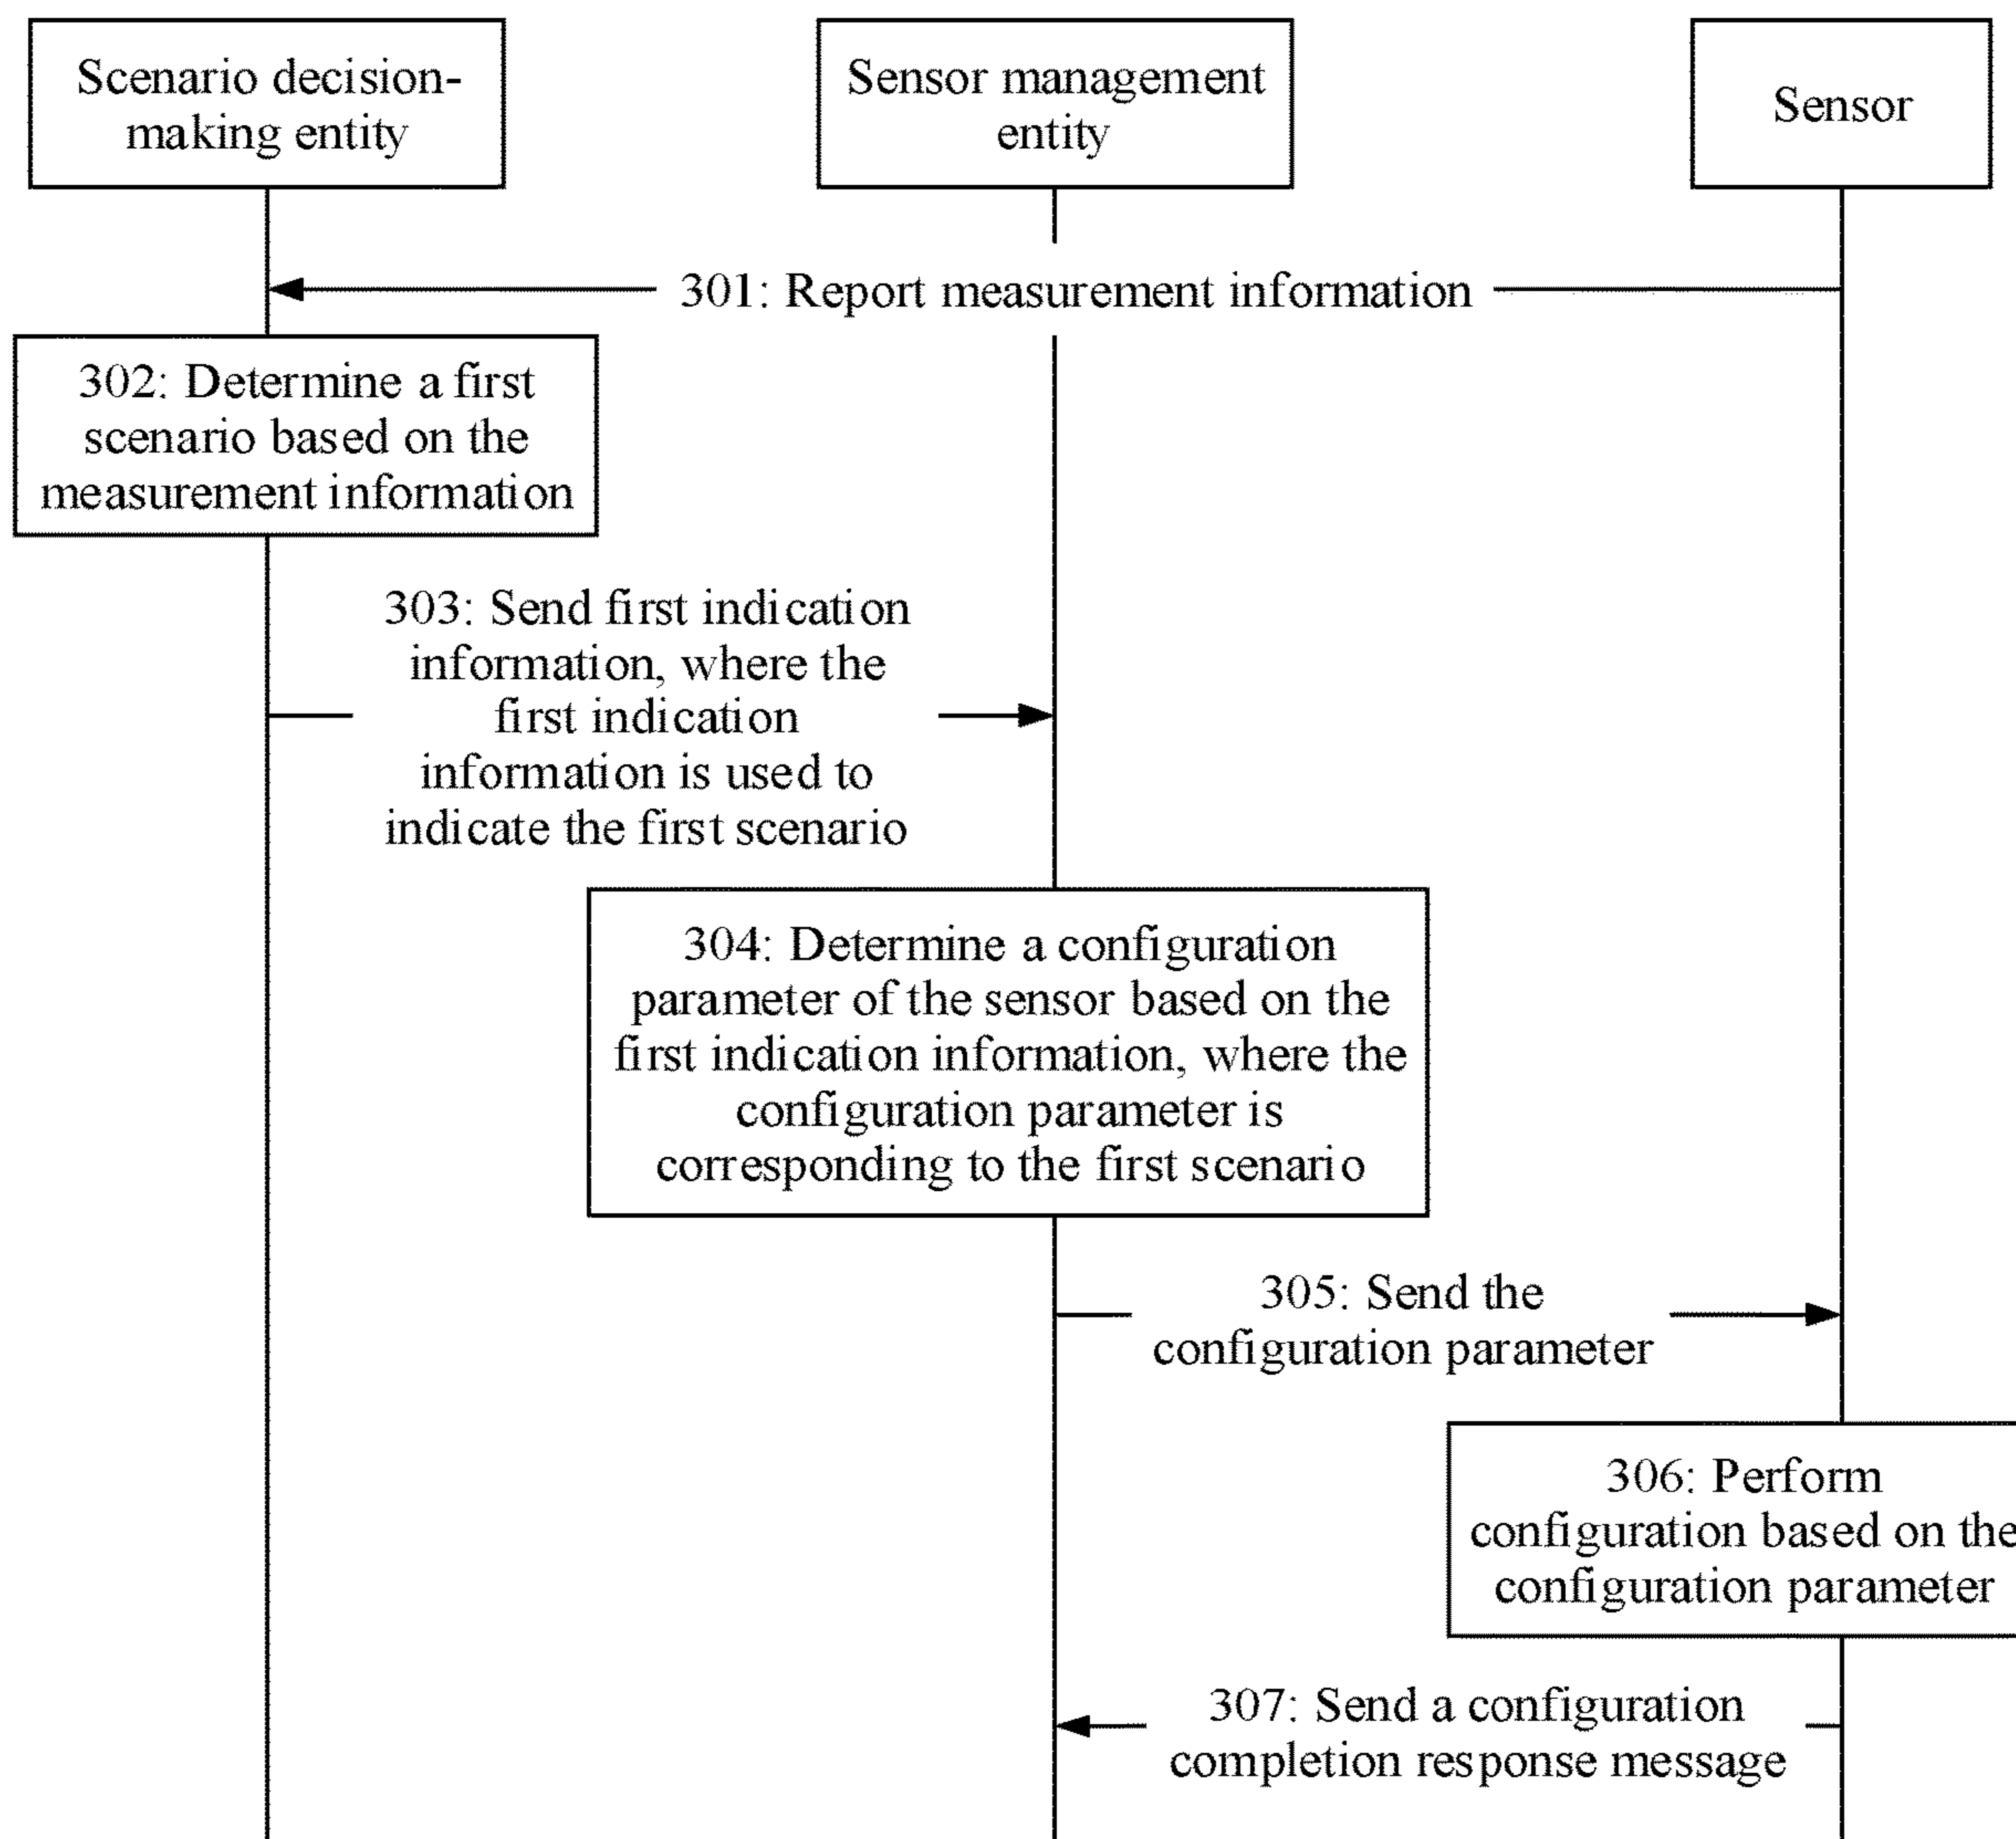 Scenario decision-
making entity
Sensor management
entity
Sensor
301: Report measurement information
302: Determine a first
scenario based on the
measurement information
303: Send first indication
information, where the
first indication
information is used to
indicate the first scenario
304: Determine a configuration
parameter of the sensor based on the
first indication information, where the
configuration parameter is
corresponding to the first scenario
305: Send the
configuration parameter
306: Perform
configuration based on the
configuration parameter
307: Send a configuration
completion response message